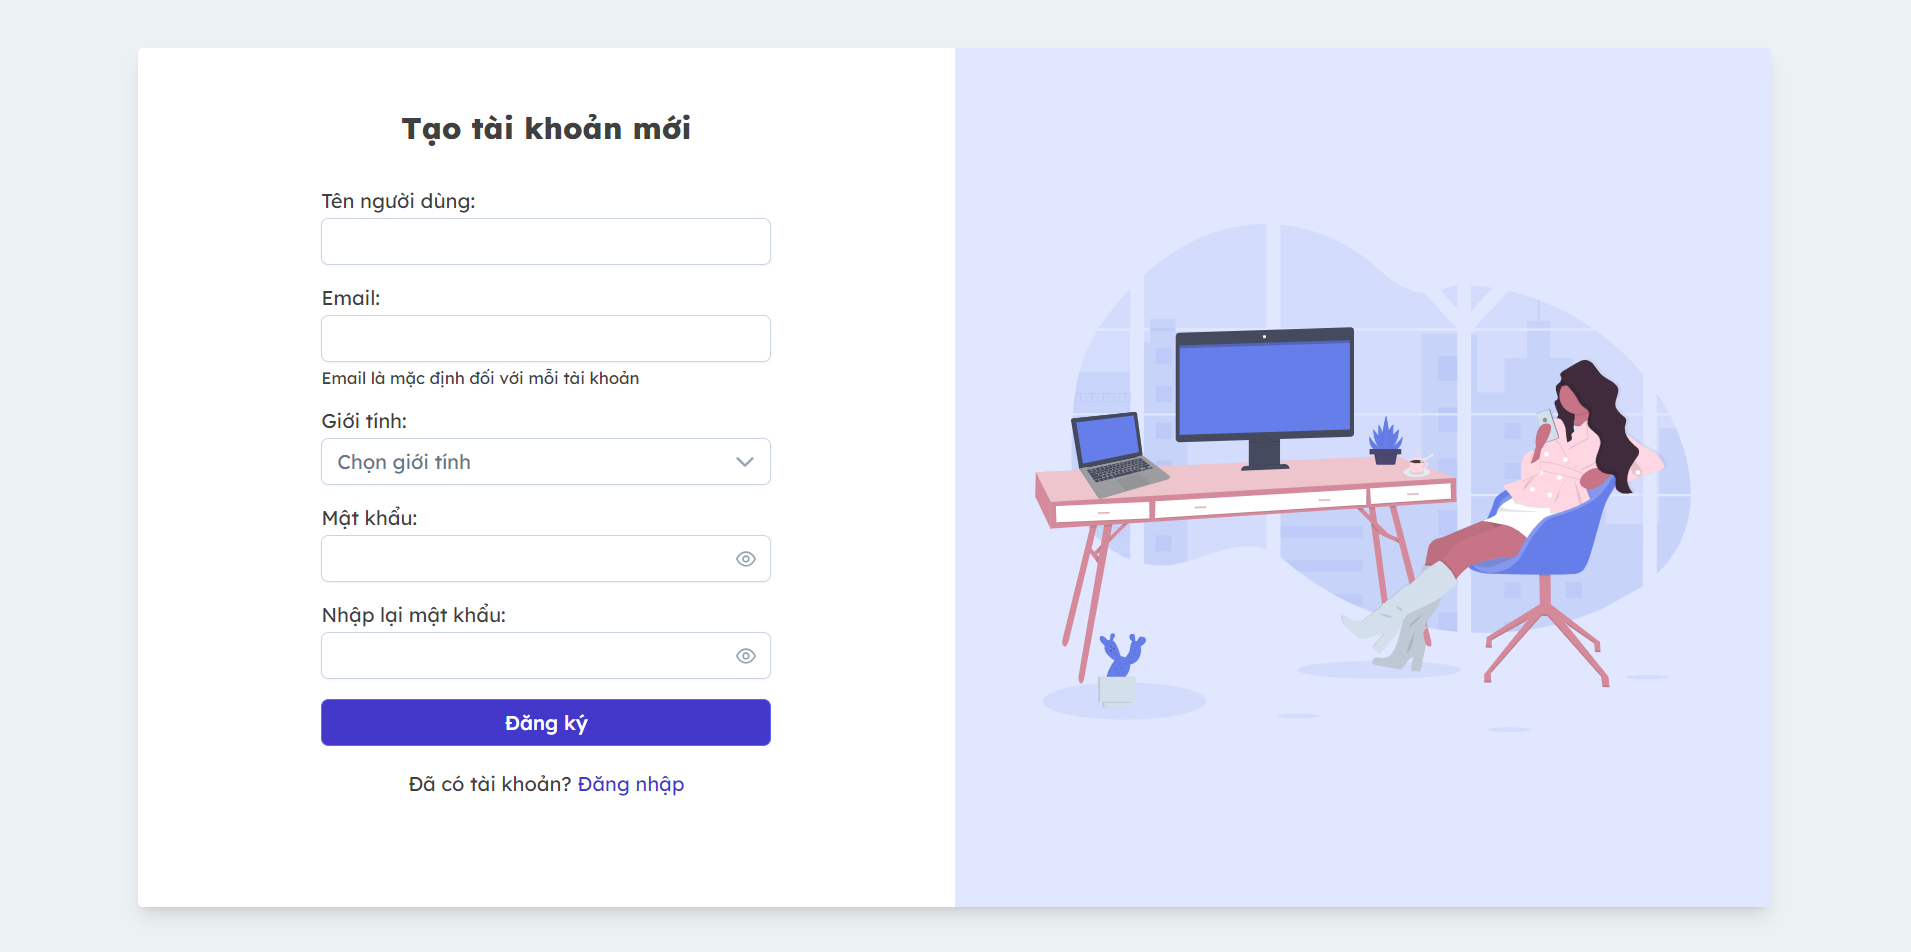 Tạo tài khoản mới
Tên người dùng:
Email:
Email là mặc định đối với mỗi tài khoản
Giới tính:
Chọn giới tính
Mật khẩu:
Nhập lại mật khẩu:
Đăng ký
Đã có tài khoản? Đăng nhập